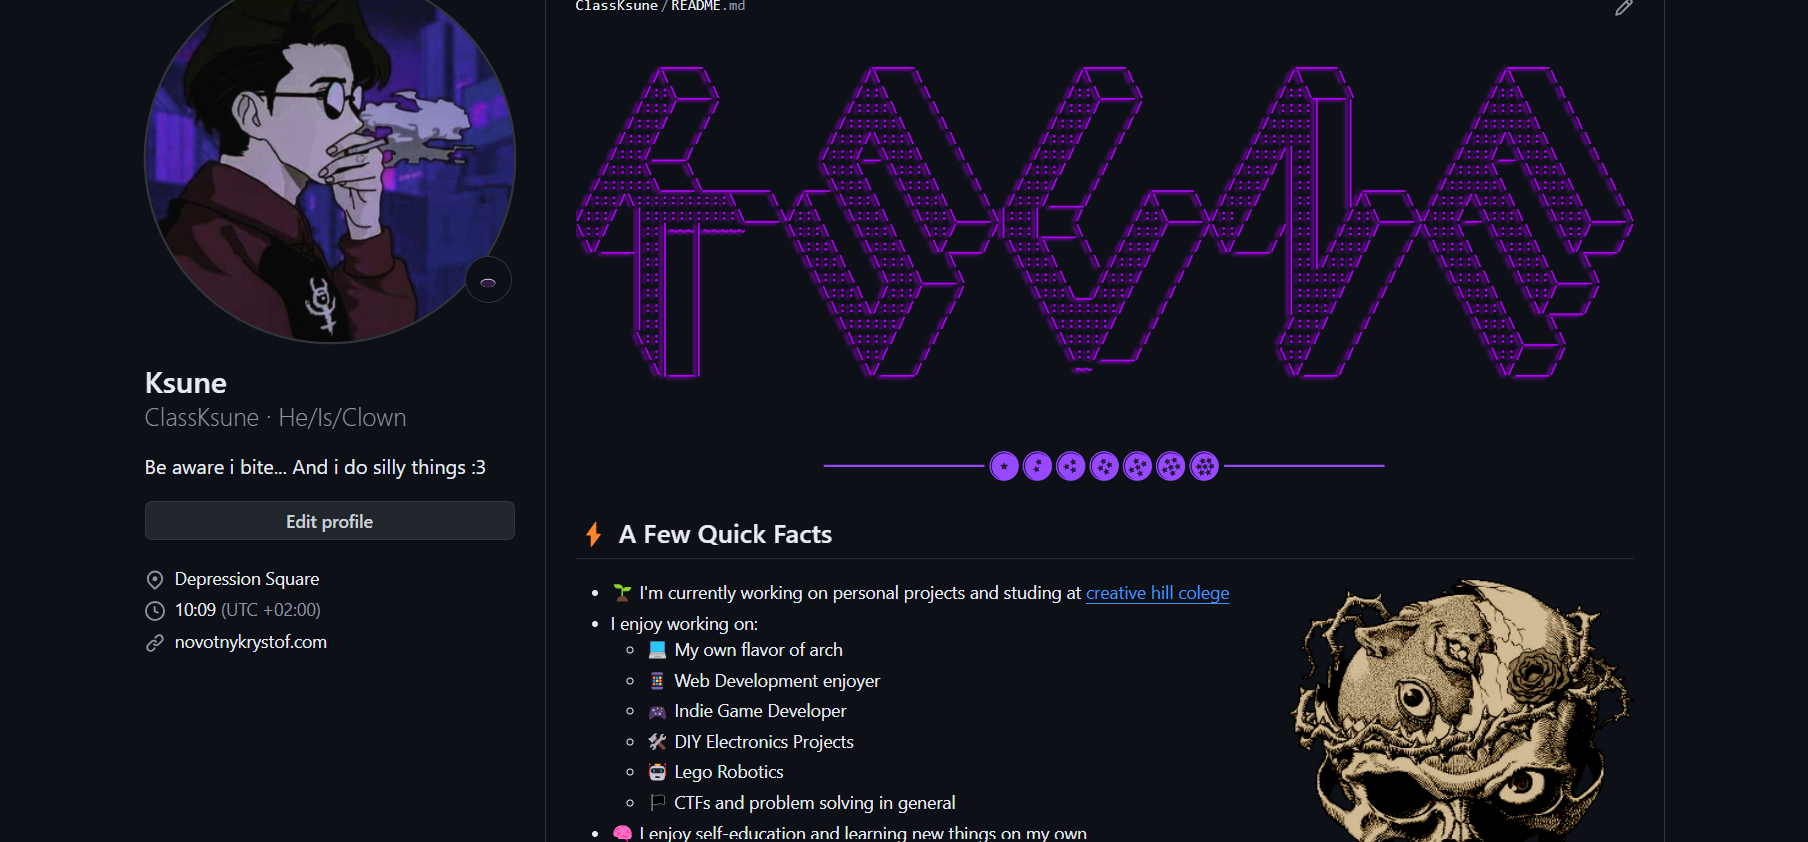 ClassKsune / README.md
Ksune
ClassKsune · He/Is/Clown
Be aware i bite... And i do silly things :3
Edit profile
Depression Square
10:09 (UTC +02:00)
novotnykrystof.com
A Few Quick Facts
I'm currently working on personal projects and studing at creative hill colege
I enjoy working on:
My own flavor of arch
Web Development enjoyer
Indie Game Developer
DIY Electronics Projects
Lego Robotics
CTFs and problem solving in general
I enjoy self-education and learning new things on my own